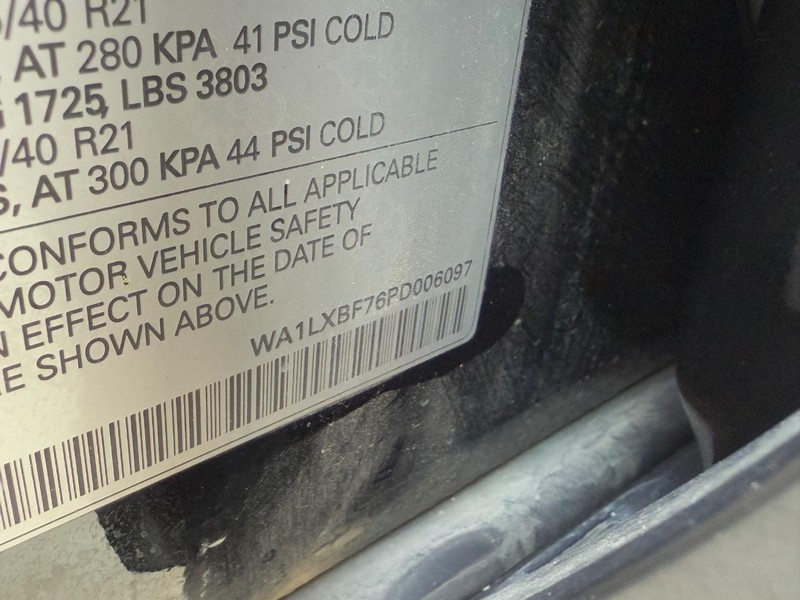 /40 R21
, AT 280 KPA 41 PSI COLD
G 1725, LBS 3803
/40 R21
S, AT 300 KPA 44 PSI COLD
CONFORMS TO ALL APPLICABLE
MOTOR VEHICLE SAFETY
N EFFECT ON THE DATE OF
E SHOWN ABOVE.
WA1LXBF76PD006097